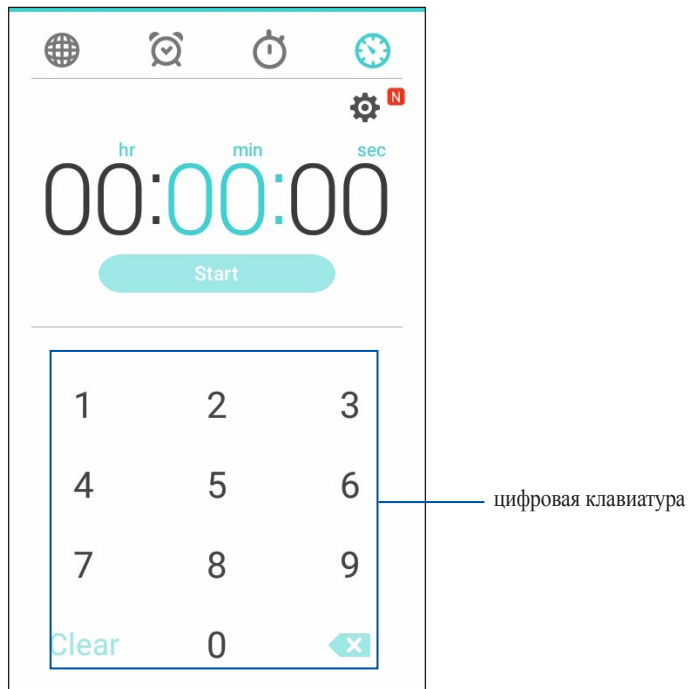 N
hr min sec
00:00:00
Start
1 2 3
4 5 6
цифровая клавиатура
7 8 9
Clear 0